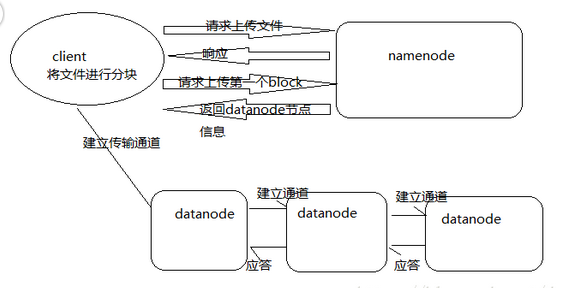 请求上传文件
client
将文件进行分块
响应
namenode
请求上传第一个block
返回datanode节点
信息
建立传输通道
建立通道
建立通道
datanode
datanode
datanode
应答
应答